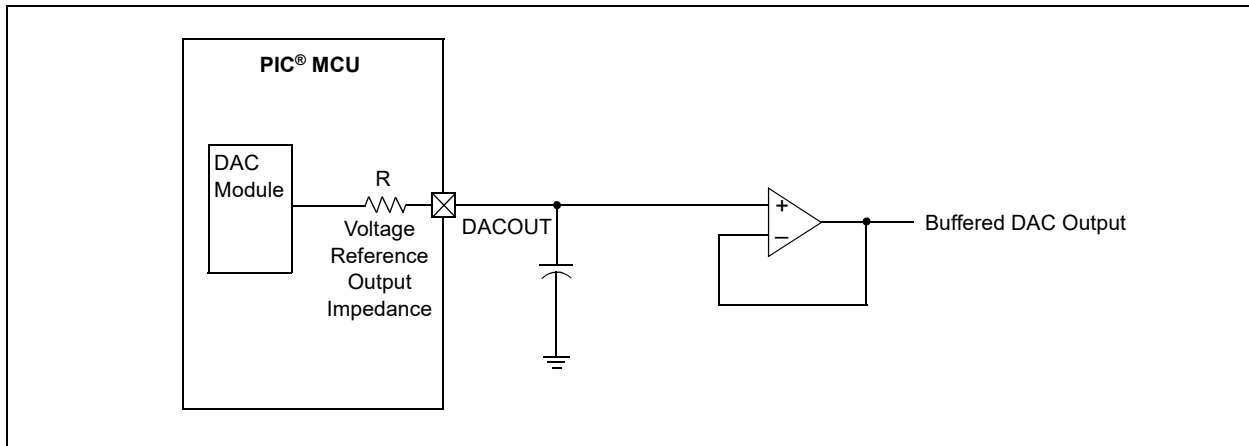 PIC® MCU
DAC
Module
R
Voltage
Reference
Output
Impedance
DACOUT
+
–
Buffered DAC Output